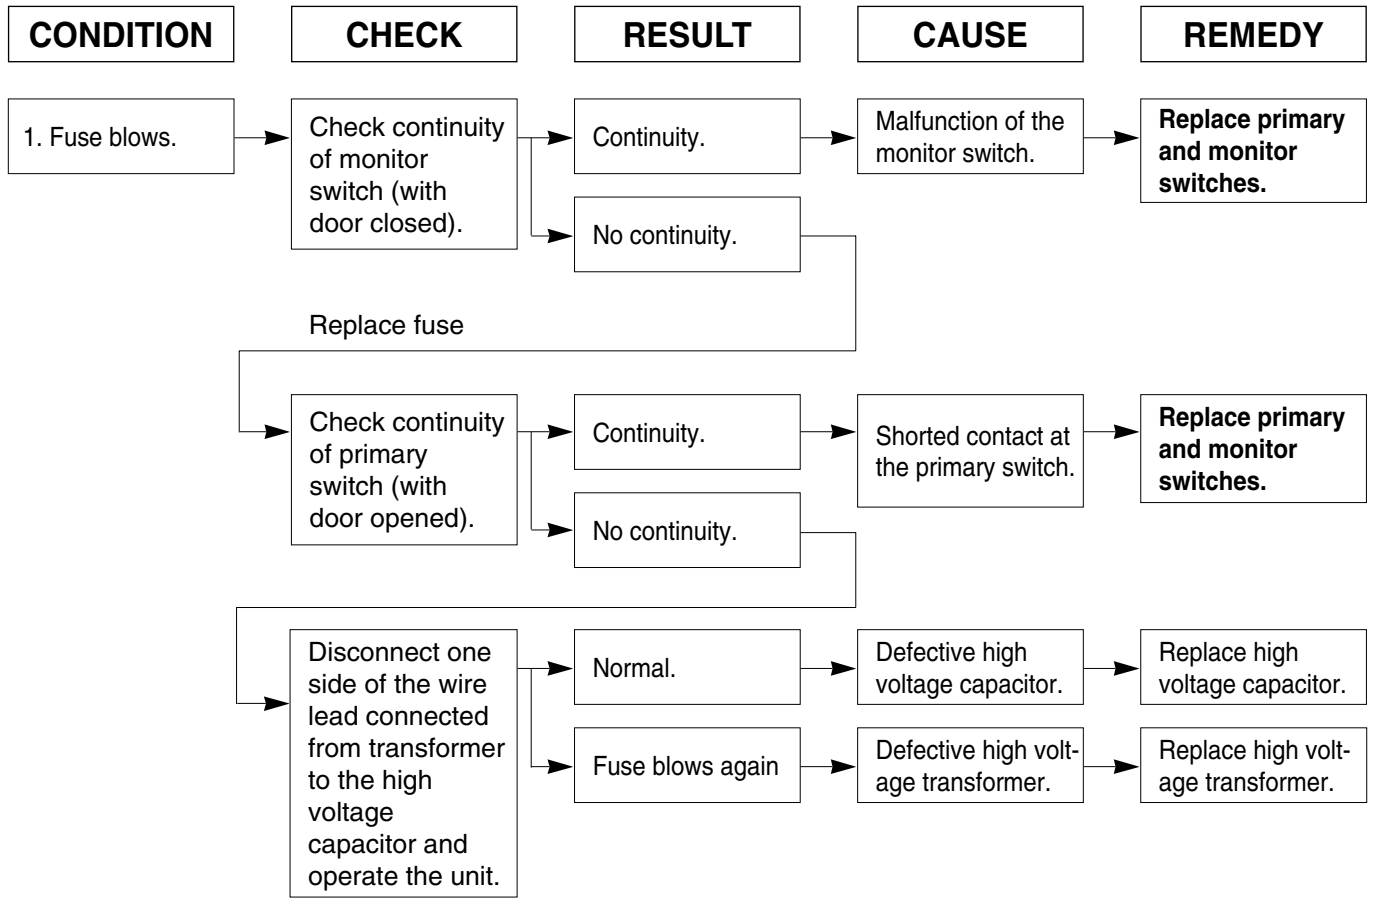 CONDITION
CHECK
RESULT
CAUSE
REMEDY
1. Fuse blows.
Check continuity
of monitor
switch (with
door closed).
Continuity.
Malfunction of the
monitor switch.
Replace primary
and monitor
switches.
No continuity.
Replace fuse
Check continuity
of primary
switch (with
door opened).
Continuity.
Shorted contact at
the primary switch.
Replace primary
and monitor
switches.
No continuity.
Disconnect one
side of the wire
lead connected
from transformer
to the high
voltage
capacitor and
operate the unit.
Normal.
Defective high
voltage capacitor.
Replace high
voltage capacitor.
Fuse blows again
Defective high volt-
age transformer.
Replace high volt-
age transformer.